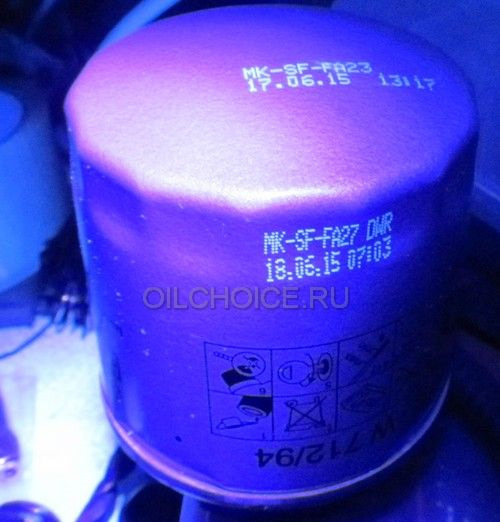 MK-SF-FA23
17.06.15 13:17
MK-SF-FA27 DWR
18.06.15 07:03
OILCHOICE.RU
W 712/94